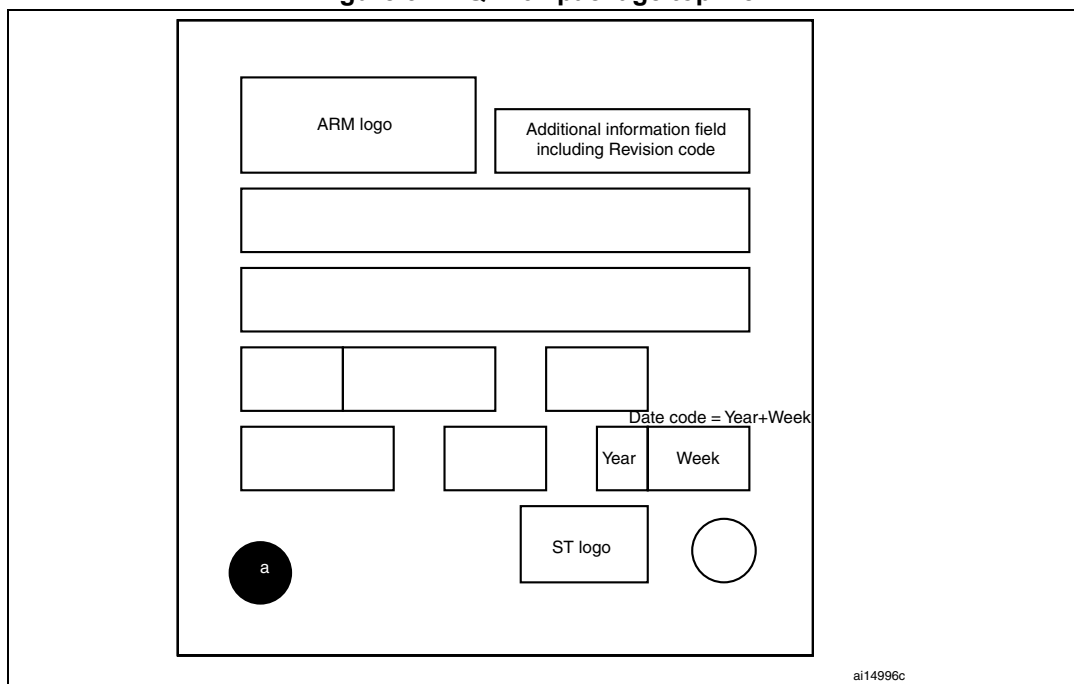 ARM logo
Additional information field
including Revision code
Date code = Year+Week
Year
Week
ST logo
a
ai14996c